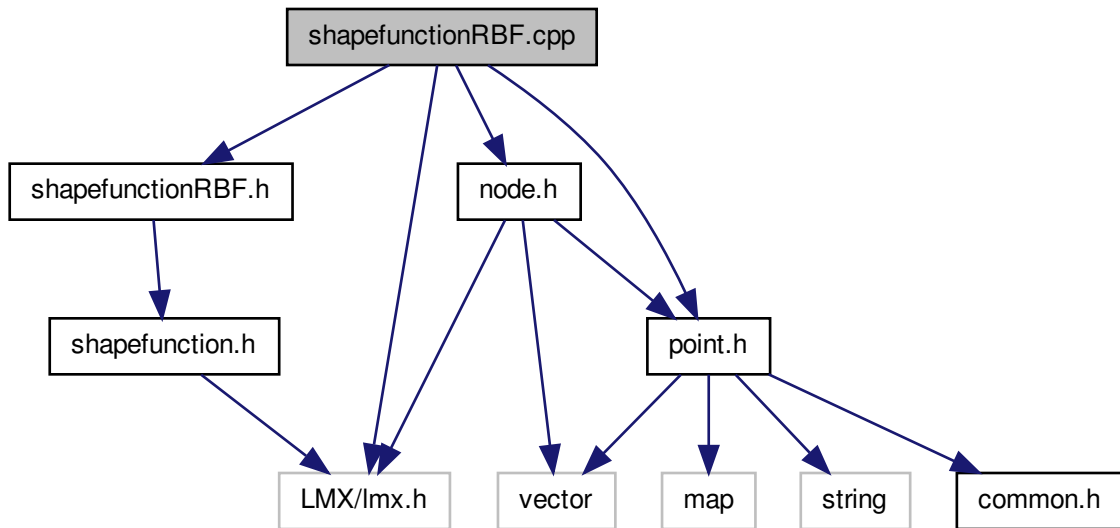 shapefunctionRBF.cpp
shapefunctionRBF.h
node.h
shapefunction.h
point.h
LMX/lmx.h
vector
map
string
common.h